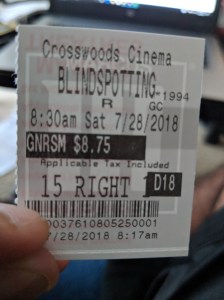 Crosswoods Cinema
BLINDSPOTTING -1994
R GC
8:30am Sat 7/28/2018
GNRSM $8.75
Applicable Tax Included
15 RIGHT D18
00037610805250001
7/28/2018 8:17am